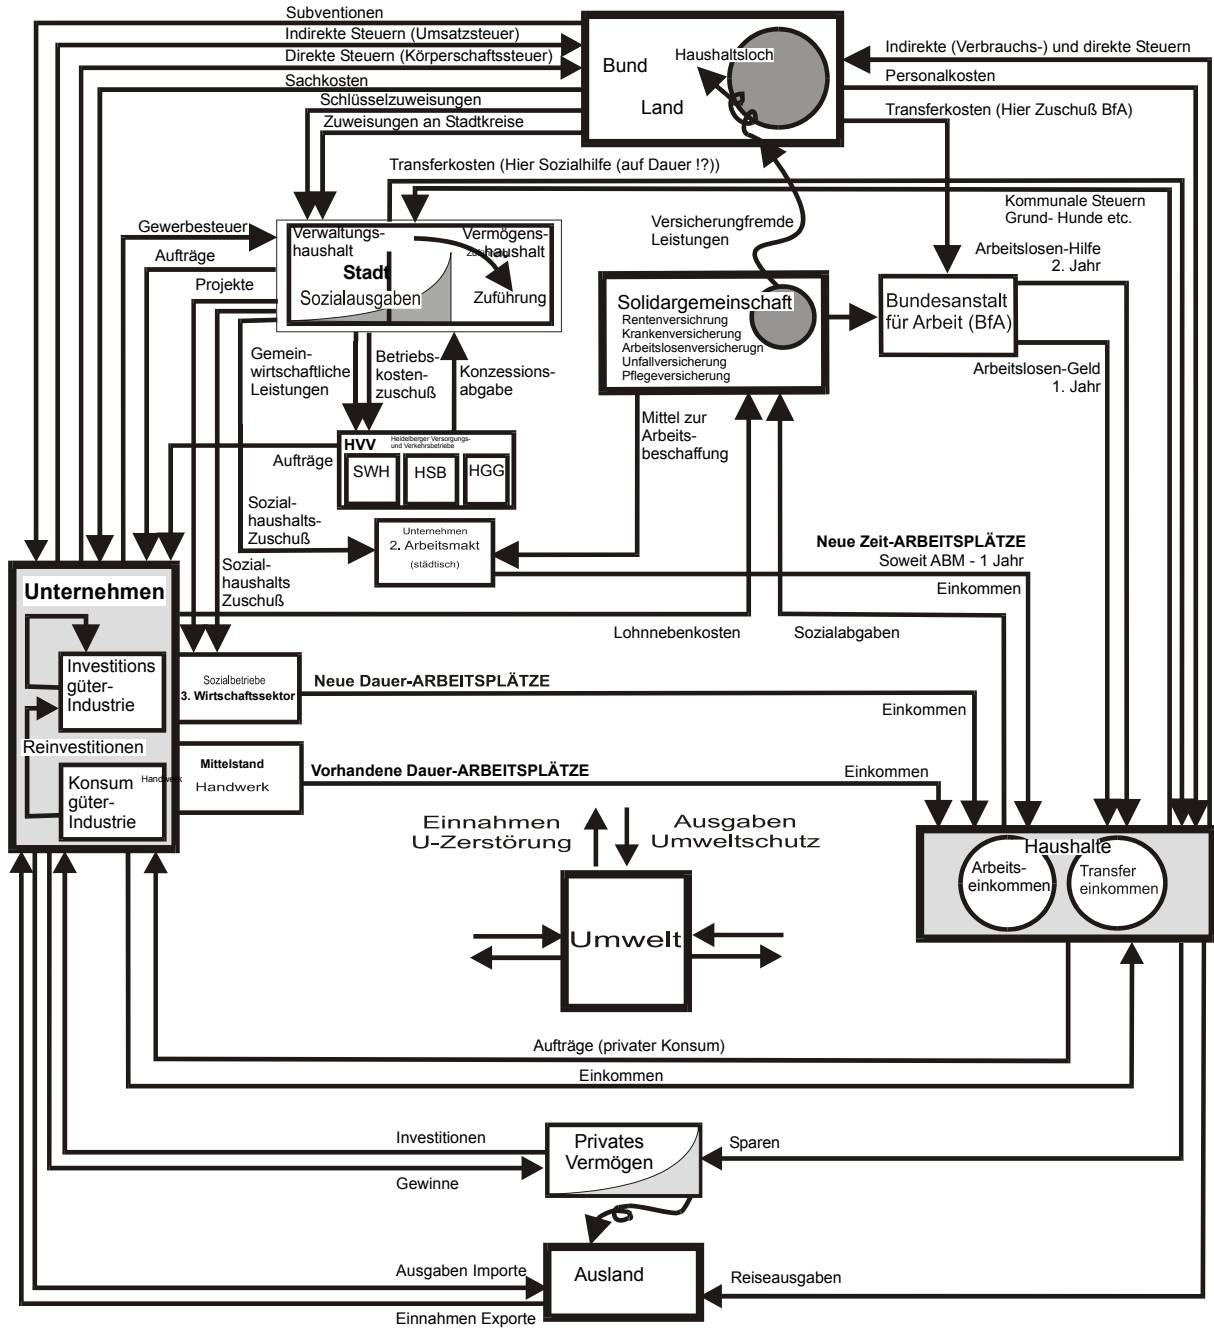 Subventionen
Indirekte Steuern (Umsatzsteuer)
Direkte Steuern (Körperschaftssteuer)
Sachkosten
Schlüsselzuweisungen
Zuweisungen an Stadtkreise
Bund
Land
Haushaltsloch
Indirekte (Verbrauchs-) und direkte Steuern
Personalkosten
Transferkosten (Hier Zuschuß BfA)
Transferkosten (Hier Sozialhilfe (auf Dauer !?))
Kommunale Steuern
Grund- Hunde etc.
Gewerbesteuer
Aufträge
Projekte
Verwaltungs-
haushalt
Vermögens-
haushalt
Stadt
Sozialausgaben
Zuführung
Versicherungfremde
Leistungen
Arbeitslosen-Hilfe
2. Jahr
Solidargemeinschaft
Rentenversichrung
Krankenversicherung
Arbeitslosenversicherugn
Unfallversicherung
Pflegeversicherung
Bundesanstalt
für Arbeit (BfA)
Arbeitslosen-Geld
1. Jahr
Gemein-
wirtschaftliche
Leistungen
Betriebs-
kosten-
zuschuß
Konzessions-
abgabe
Mittel zur
Arbeits-
beschaffung
HVV
Heidelberger Versorgungs-
und Verkehrsbetriebe
SWH
HSB
HGG
Aufträge
Sozial-
haushalts-
Zuschuß
Unternehmen
2. Arbeitsmakt
(städtisch)
Neue Zeit-ARBEITSPLÄTZE
Soweit ABM - 1 Jahr
Einkommen
Sozial-
haushalts
Zuschuß
Unternehmen
Lohnnebenkosten
Sozialabgaben
Investitions
güter-
Industrie
Sozialbetriebe
3. Wirtschaftssektor
Neue Dauer-ARBEITSPLÄTZE
Einkommen
Reinvestitionen
Konsum
güter-
Industrie
Handwerk
Mittelstand
Handwerk
Vorhandene Dauer-ARBEITSPLÄTZE
Einkommen
Einnahmen
U-Zerstörung
Ausgaben
Umweltschutz
Haushalte
Arbeits-
einkommen
Transfer
einkommen
Umwelt
Aufträge (privater Konsum)
Einkommen
Investitionen
Gewinne
Privates
Vermögen
Sparen
Ausgaben Importe
Einnahmen Exporte
Ausland
Reiseausgaben